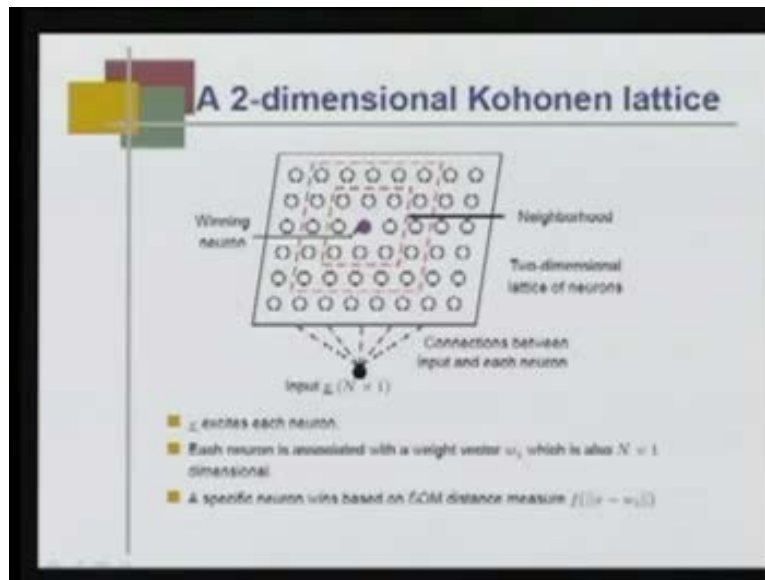 A 2-dimensional Kohonen lattice
Winning
neuron
Neighborhood
Two-dimensional
lattice of neurons
Connections between
input and each neuron
Input x (N × 1)
x excites each neuron.
Each neuron is associated with a weight vector w_i which is also N × 1
dimensional.
A specific neuron wins based on SOM distance measure f(||x − w_i||)